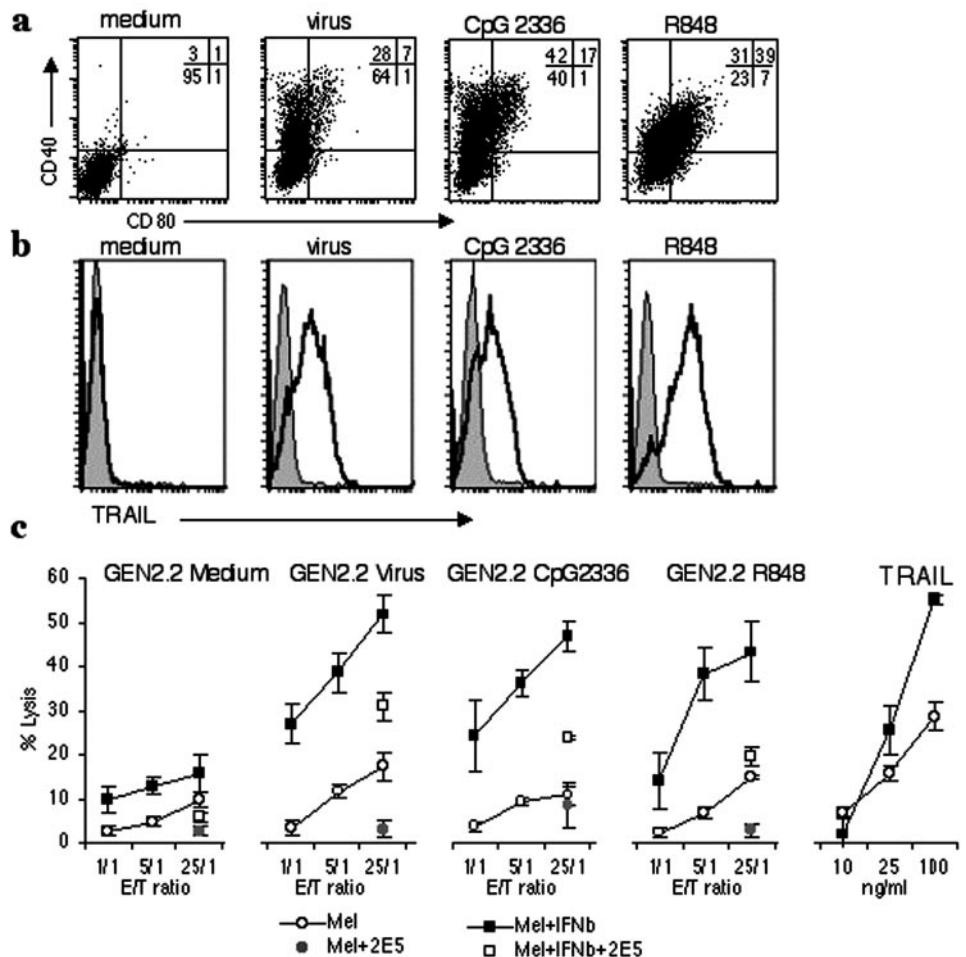 a
medium
virus
CpG 2336
R848
3 1
95 1
28 7
64 1
42 17
40 1
31 39
23 7
CD40
CD 80
b
medium
virus
CpG 2336
R848
TRAIL
c
GEN2.2 Medium
GEN2.2 Virus
GEN2.2 CpG2336
GEN2.2 R848
TRAIL
% Lysis
60
50
40
30
20
10
0
1/1 5/1 25/1
E/T ratio
1/1 5/1 25/1
E/T ratio
1/1 5/1 25/1
E/T ratio
1/1 5/1 25/1
E/T ratio
10 25 100
ng/ml
Mel
Mel+IFNb
Mel+2E5
Mel+IFNb+2E5